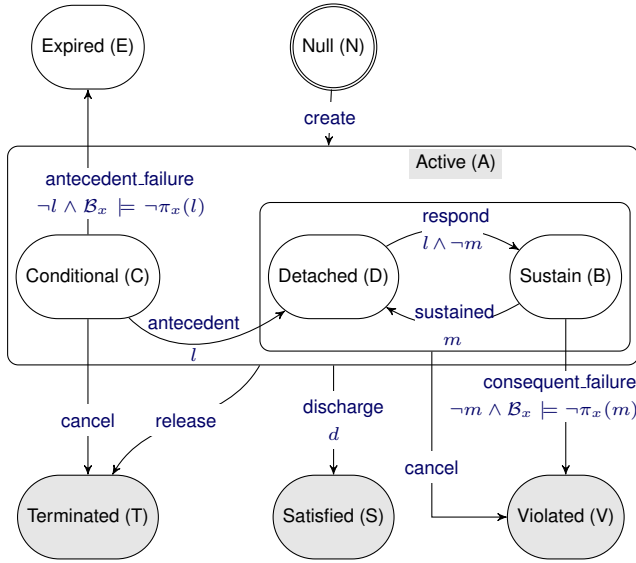 Expired (E)
Null (N)
create
Active (A)
antecedent_failure
¬l ∧ 𝓑ₓ ⊨ ¬πₓ(l)
respond
l ∧ ¬m
Conditional (C)
Detached (D)
Sustain (B)
antecedent
l
sustained
m
consequent_failure
¬m ∧ 𝓑ₓ ⊨ ¬πₓ(m)
cancel
release
discharge
d
cancel
Terminated (T)
Satisfied (S)
Violated (V)